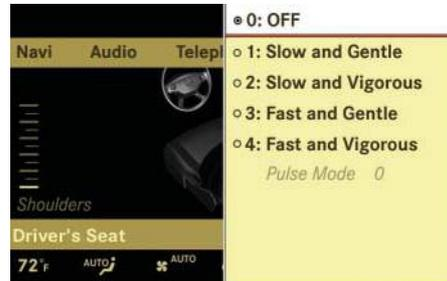 Navi Audio Teleph
Shoulders
Driver's Seat
72°F AUTO AUTO
0: OFF
1: Slow and Gentle
2: Slow and Vigorous
3: Fast and Gentle
4: Fast and Vigorous
Pulse Mode 0